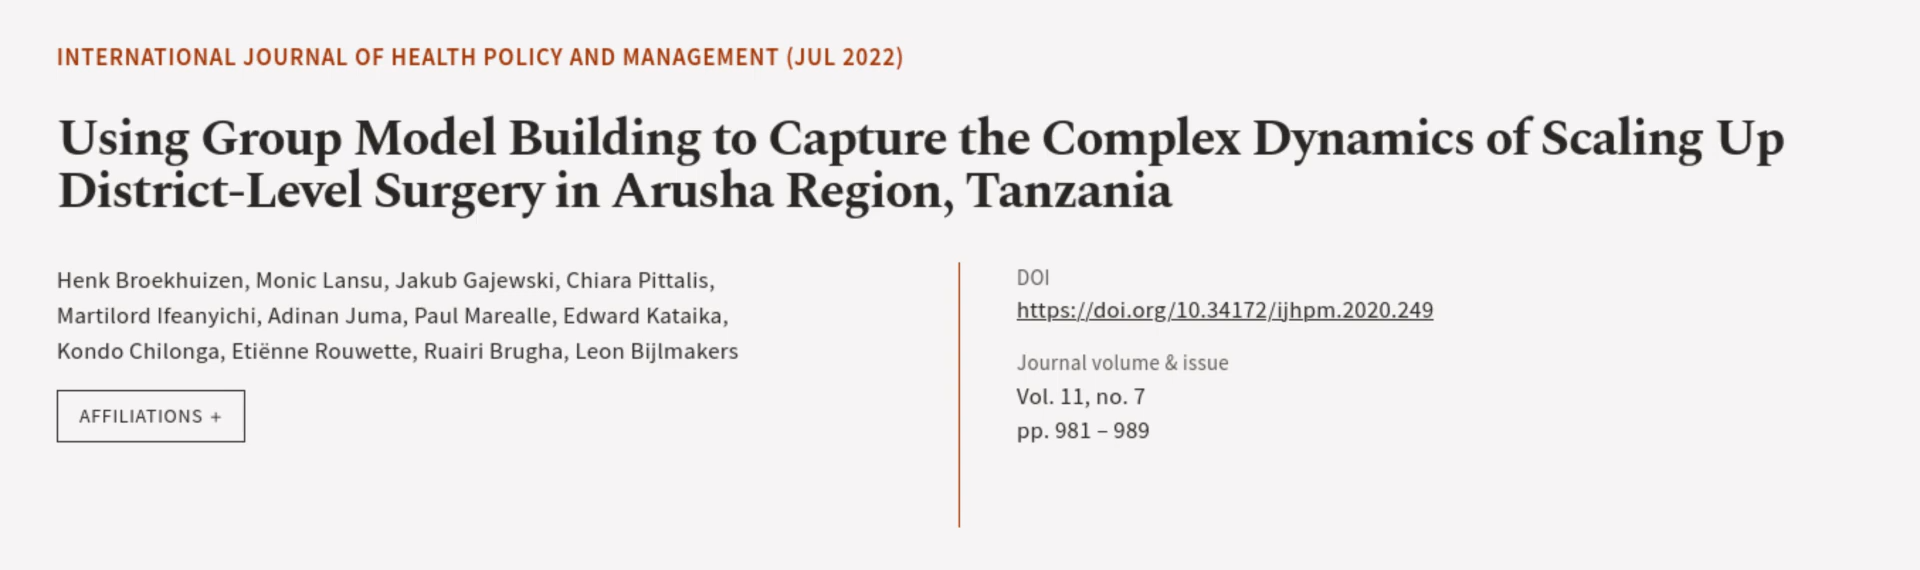 INTERNATIONAL JOURNAL OF HEALTH POLICY AND MANAGEMENT (JUL 2022)
Using Group Model Building to Capture the Complex Dynamics of Scaling Up
District-Level Surgery in Arusha Region, Tanzania
Henk Broekhuizen, Monic Lansu, Jakub Gajewski, Chiara Pittalis,
Martilord Ifeanyichi, Adinan Juma, Paul Marealle, Edward Kataika,
Kondo Chilonga, Etiënne Rouwette, Ruairi Brugha, Leon Bijlmakers
AFFILIATIONS +
DOI
https://doi.org/10.34172/ijhpm.2020.249
Journal volume & issue
Vol. 11, no. 7
pp. 981 – 989